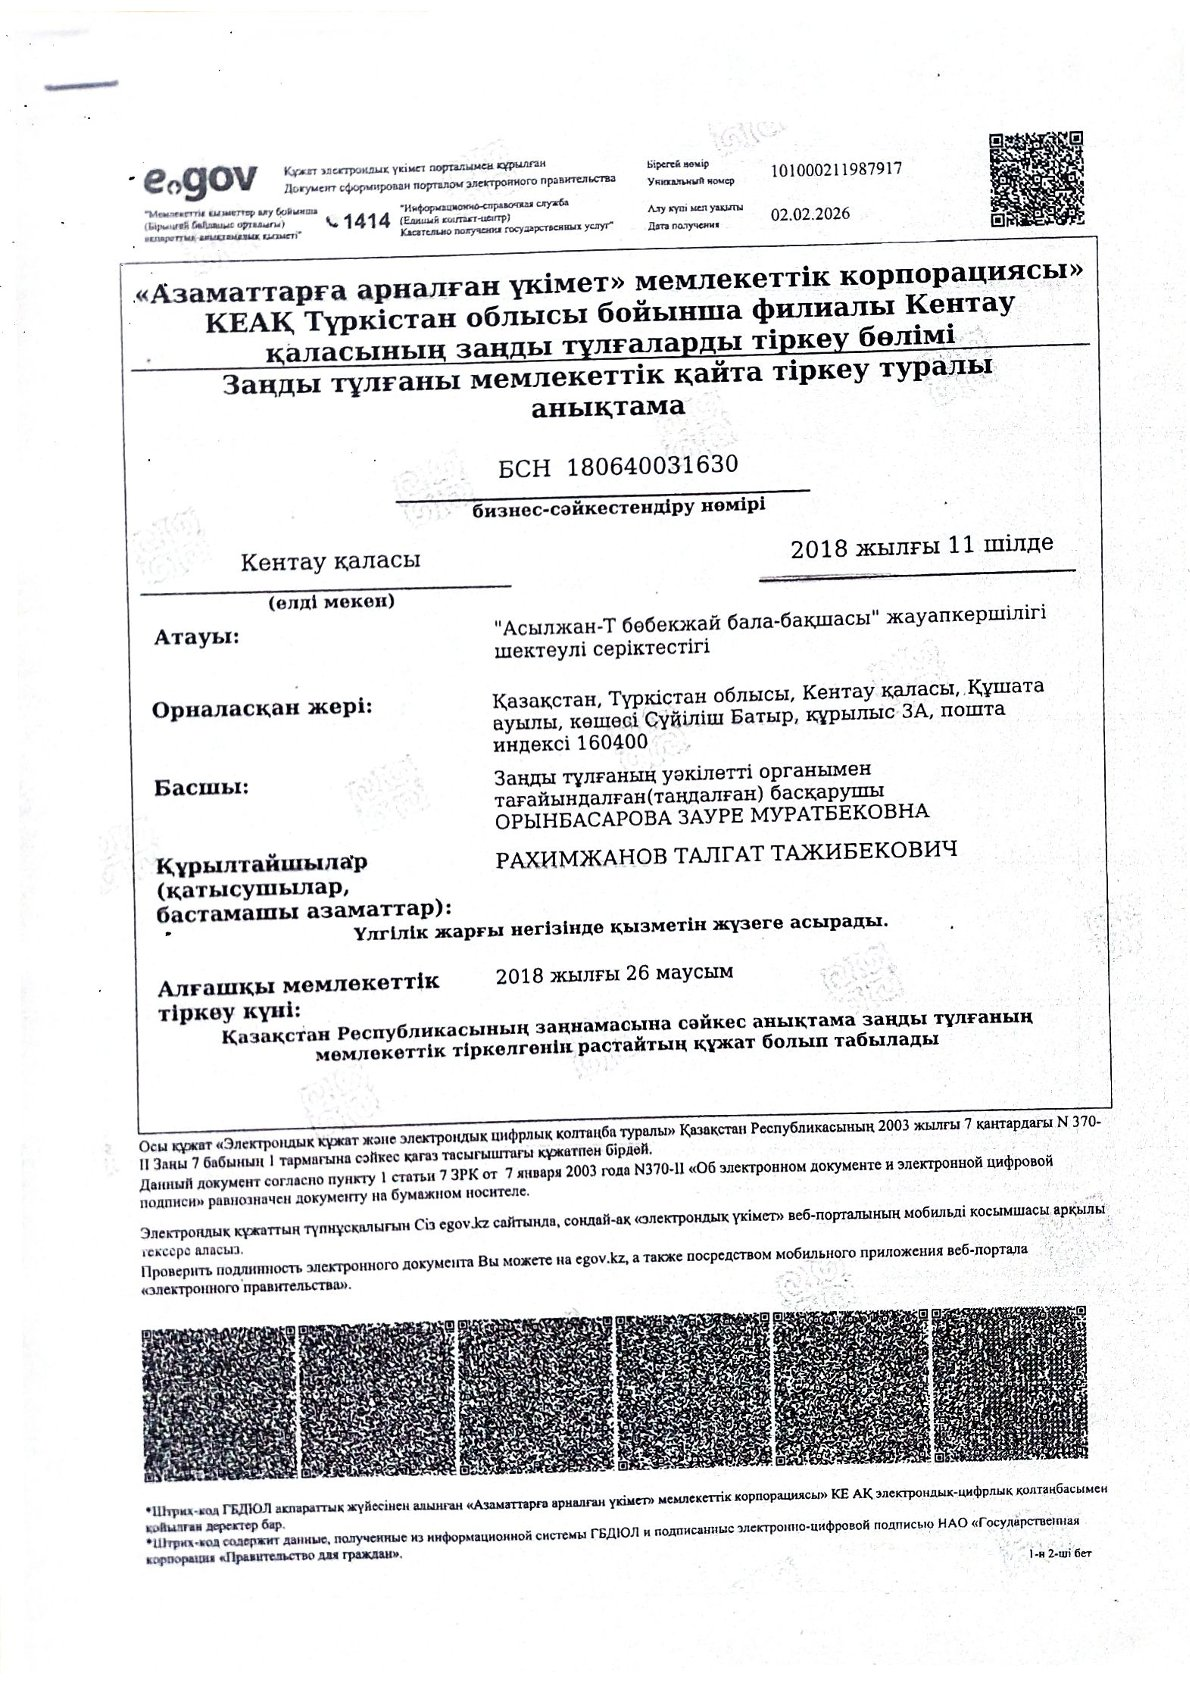 e.gov
Құжат электрондық үкімет порталымен құрылған
Документ сформирован порталом электронного правительства
Бірегей нөмір
Уникальный номер
101000211987917
"Мемлекеттік қызметтер алу бойынша
(Бірыңғай байланыс орталығы)
ақпараттық-анықтамалық қызметі"
1414
"Информационно-справочная служба
(Единый контакт-центр)
Касательно получения государственных услуг"
Алу күні мен уақыты
Дата получения
02.02.2026
«Азаматтарға арналған үкімет» мемлекеттік корпорациясы»
КЕАҚ Түркістан облысы бойынша филиалы Кентау
қаласының заңды тұлғаларды тіркеу бөлімі
Заңды тұлғаны мемлекеттік қайта тіркеу туралы
анықтама
БСН 180640031630
бизнес-сәйкестендіру нөмірі
Кентау қаласы
2018 жылғы 11 шілде
(елді мекен)
Атауы:
"Асылжан-Т бөбекжай бала-бақшасы" жауапкершілігі
шектеулі серіктестігі
Орналасқан жері:
Қазақстан, Түркістан облысы, Кентау қаласы, Құшата
ауылы, көшесі Сүйіліш Батыр, құрылыс 3А, пошта
индексі 160400
Басшы:
Заңды тұлғаның уәкілетті органымен
тағайындалған(таңдалған) басқарушы
ОРЫНБАСАРОВА ЗАУРЕ МУРАТБЕКОВНА
Құрылтайшылар
(қатысушылар,
бастамашы азаматтар):
РАХИМЖАНОВ ТАЛГАТ ТАЖИБЕКОВИЧ
Үлгілік жарғы негізінде қызметін жүзеге асырады.
Алғашқы мемлекеттік
тіркеу күні:
2018 жылғы 26 маусым
Қазақстан Республикасының заңнамасына сәйкес анықтама заңды тұлғаның
мемлекеттік тіркелгенін растайтың құжат болып табылады
Осы құжат «Электрондық құжат және электрондық цифрлық қолтаңба туралы» Қазақстан Республикасының 2003 жылғы 7 қаңтардағы N 370-
II Заңы 7 бабының 1 тармағына сәйкес қағаз тасығыштағы құжатпен бірдей.
Данный документ согласно пункту 1 статьи 7 ЗРК от 7 января 2003 года N370-II «Об электронном документе и электронной цифровой
подписи» равнозначен документу на бумажном носителе.
Электрондық құжаттың түпнұсқалығын Сіз egov.kz сайтында, сондай-ақ «электрондық үкімет» веб-порталының мобильді қосымшасы арқылы
тексере аласыз.
Проверить подлинность электронного документа Вы можете на egov.kz, а также посредством мобильного приложения веб-портала
«электронного правительства».
*Штрих-код ГБДЮЛ ақпараттық жүйесінен алынған «Азаматтарға арналған үкімет» мемлекеттік корпорациясы» КЕ АҚ электрондық-цифрлық қолтаңбасымен
қойылған деректер бар.
*Штрих-код содержит данные, полученные из информационной системы ГБДЮЛ и подписанные электронно-цифровой подписью НАО «Государственная
корпорация «Правительство для граждан».
1-н 2-ші бет